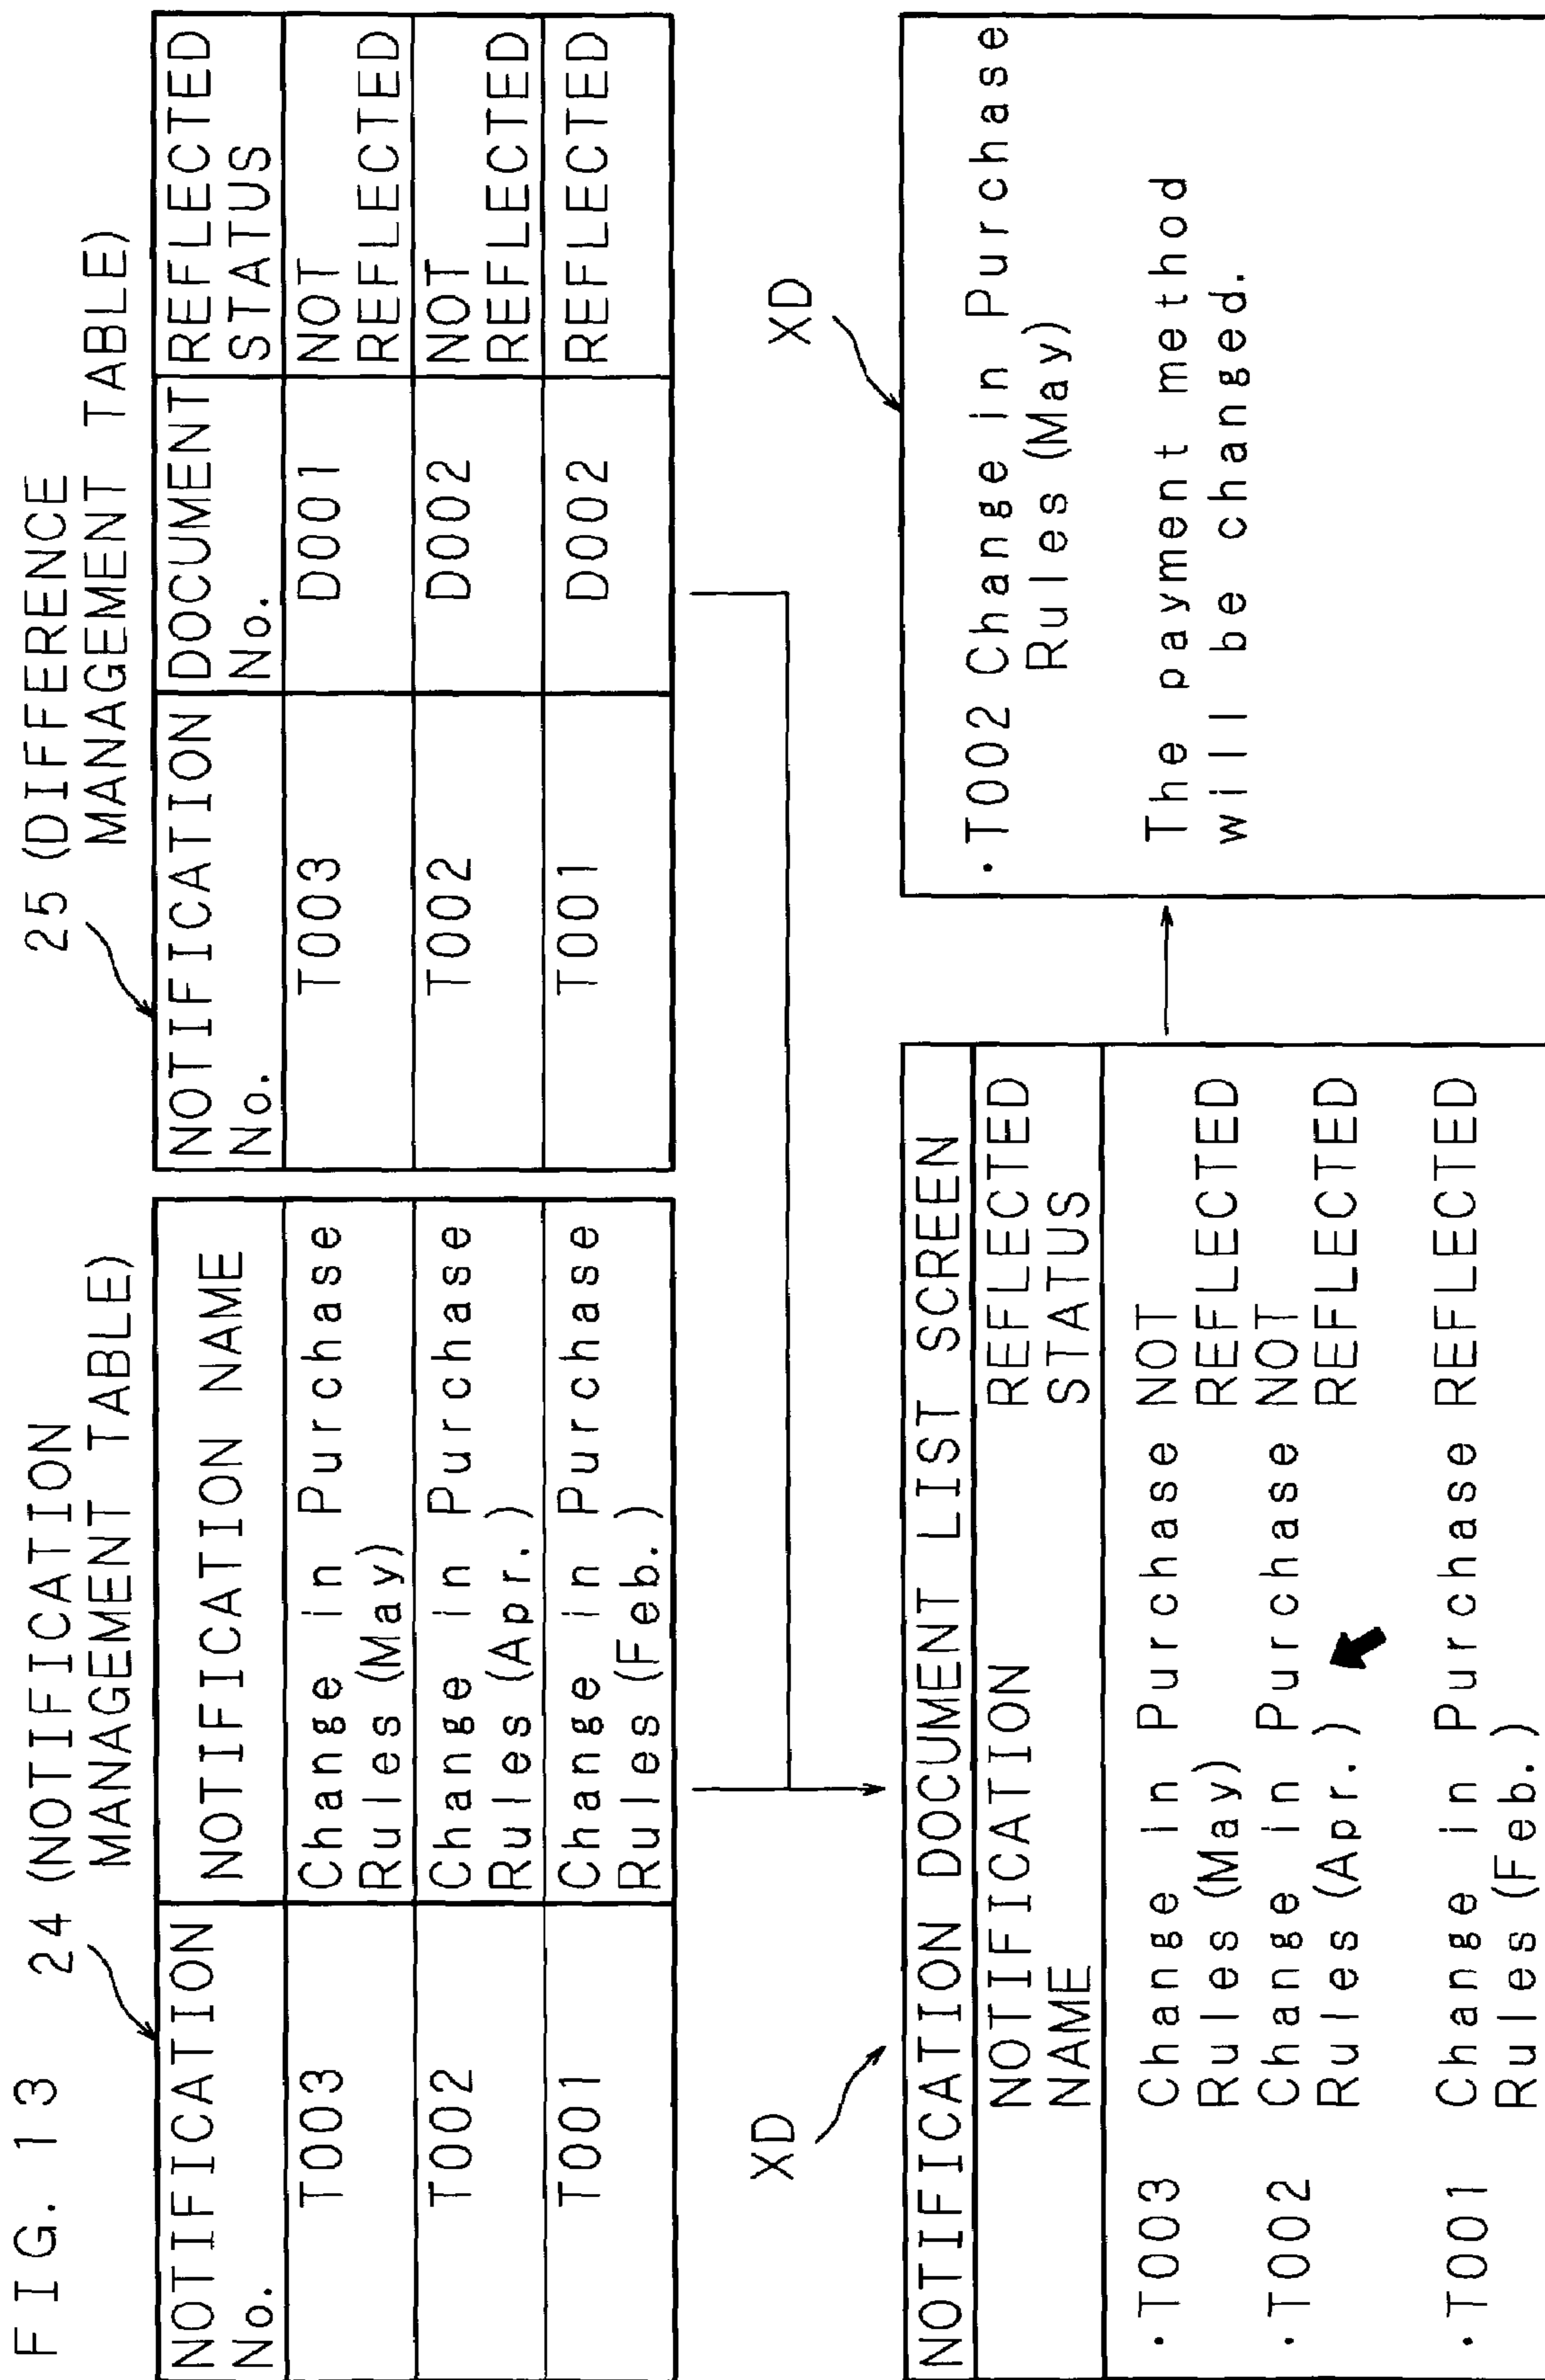 FIG. 13
24 (NOTIFICATION
MANAGEMENT TABLE)
NOTIFICATION No. NOTIFICATION NAME
T003 Change in Purchase
Rules (May)
T002 Change in Purchase
Rules (Apr.)
T001 Change in Purchase
Rules (Feb.)
25 (DIFFERENCE
MANAGEMENT TABLE)
NOTIFICATION DOCUMENT REFLECTED
No. No. STATUS
T003 D001 NOT
REFLECTED
T002 D002 NOT
REFLECTED
T001 D002 REFLECTED
XD
NOTIFICATION DOCUMENT LIST SCREEN
NOTIFICATION REFLECTED
NAME STATUS
・T003 Change in Purchase NOT
Rules (May) REFLECTED
・T002 Change in Purchase NOT
Rules (Apr.) REFLECTED
・T001 Change in Purchase REFLECTED
Rules (Feb.)
XD
・T002 Change in Purchase
Rules (May)
The payment method
will be changed.